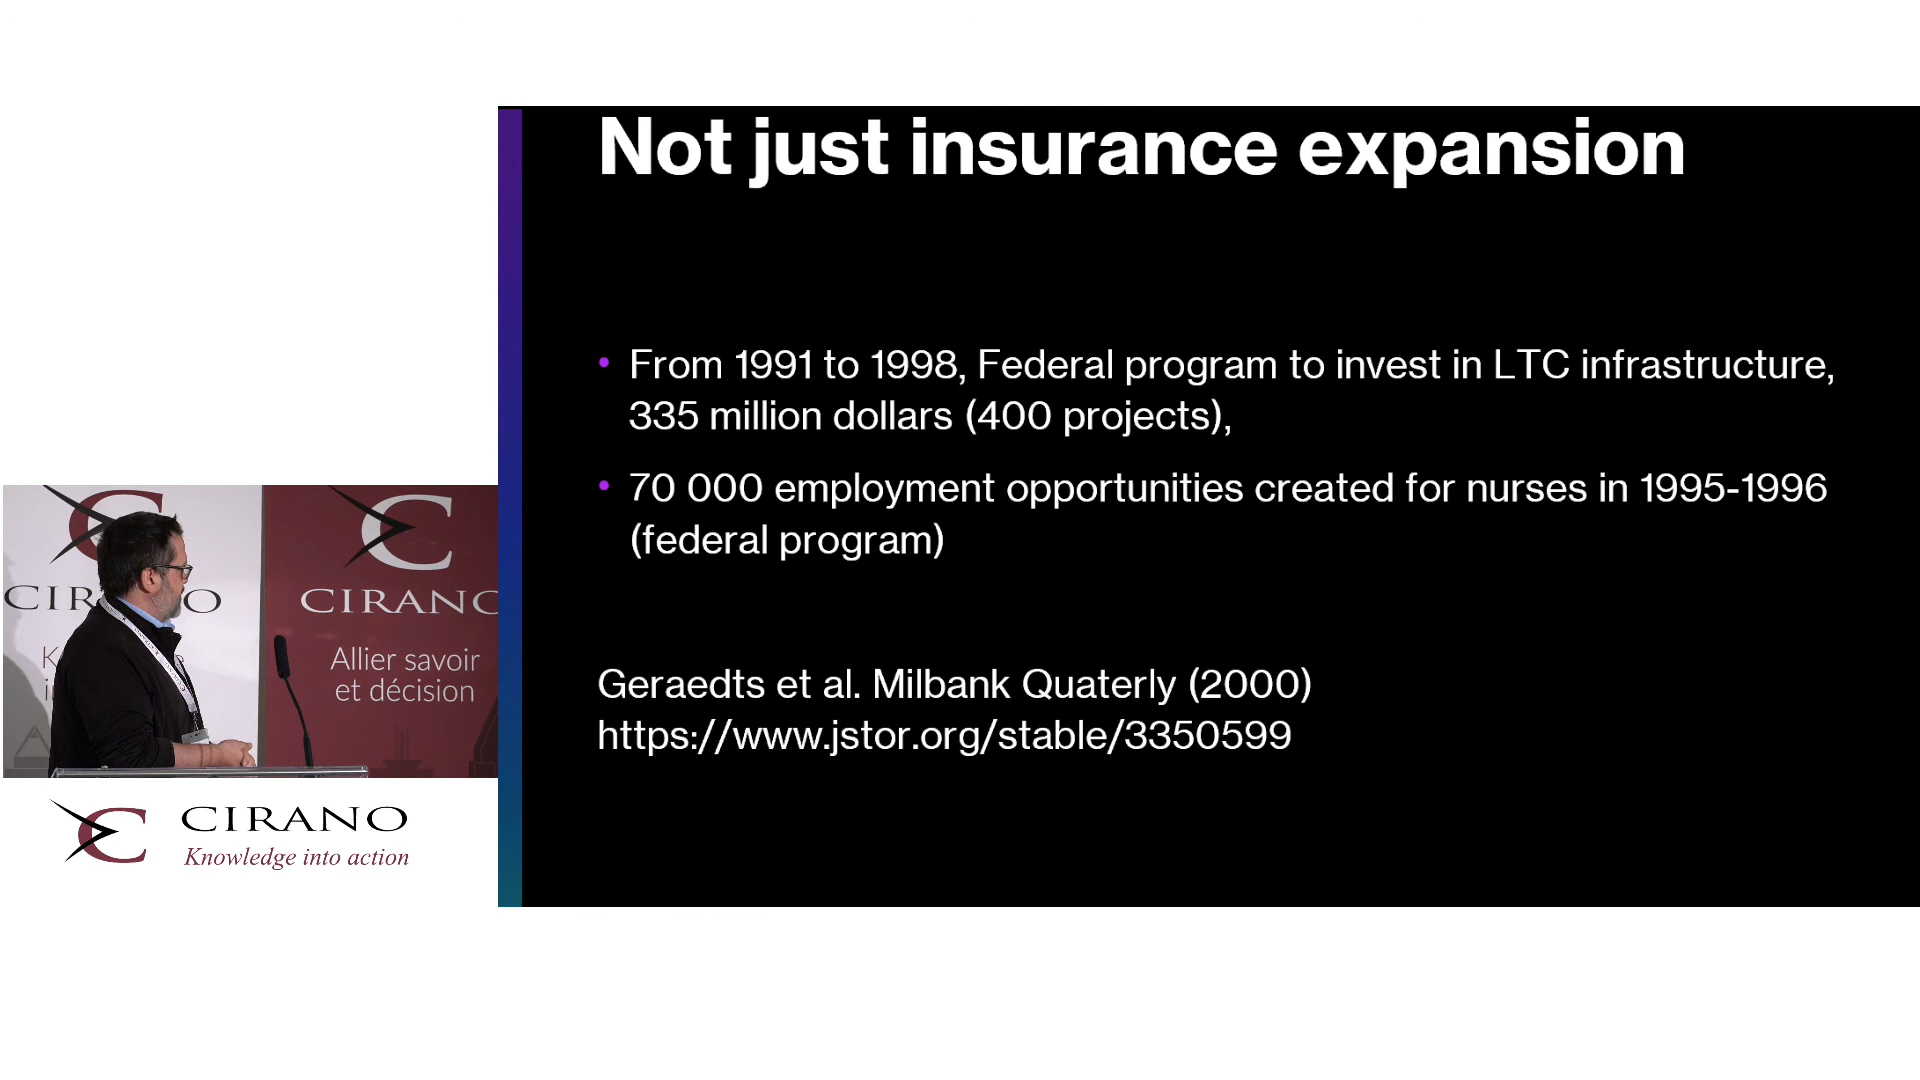 Not just insurance expansion
• From 1991 to 1998, Federal program to invest in LTC infrastructure,
335 million dollars (400 projects),
• 70 000 employment opportunities created for nurses in 1995-1996
(federal program)
Geraedts et al. Milbank Quaterly (2000)
https://www.jstor.org/stable/3350599
CIRANO
Allier savoir
et décision
CIRANO
Knowledge into action